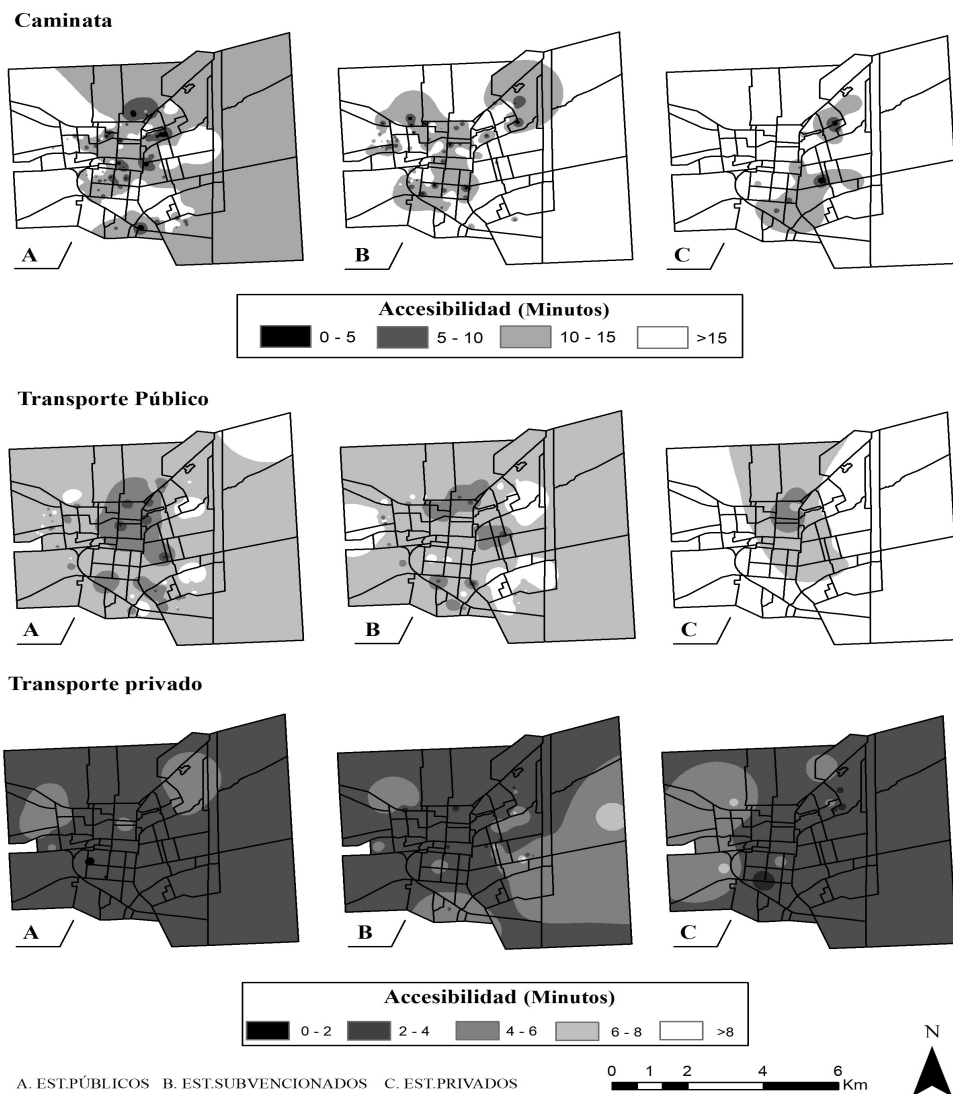 Caminata
A B C
Accesibilidad (Minutos)
0 - 5 5 - 10 10 - 15 >15
Transporte Público
A B C
Transporte privado
A B C
Accesibilidad (Minutos)
0 - 2 2 - 4 4 - 6 6 - 8 >8
N
0 1 2 4 6
Km
A. EST.PÚBLICOS B. EST.SUBVENCIONADOS C. EST.PRIVADOS